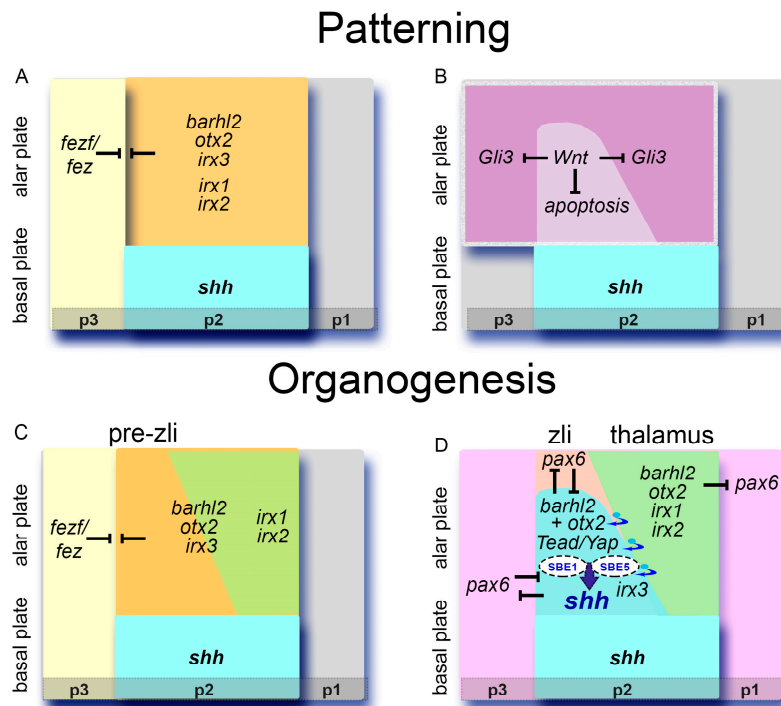 Patterning
A
alar plate
basal plate
fezf/
fez
barhl2
otx2
irx3
irx1
irx2
shh
p3
p2
p1
B
alar plate
basal plate
Gli3
Wnt
Gli3
apoptosis
shh
p3
p2
p1
Organogenesis
C
pre-zli
alar plate
basal plate
fezf/
fez
barhl2
otx2
irx3
irx1
irx2
shh
p3
p2
p1
D
zli
thalamus
alar plate
basal plate
pax6
barhl2
+ otx2
Tead/Yap
SBE1
SBE5
irx3
shh
pax6
barhl2
otx2
irx1
irx2
pax6
shh
p3
p2
p1